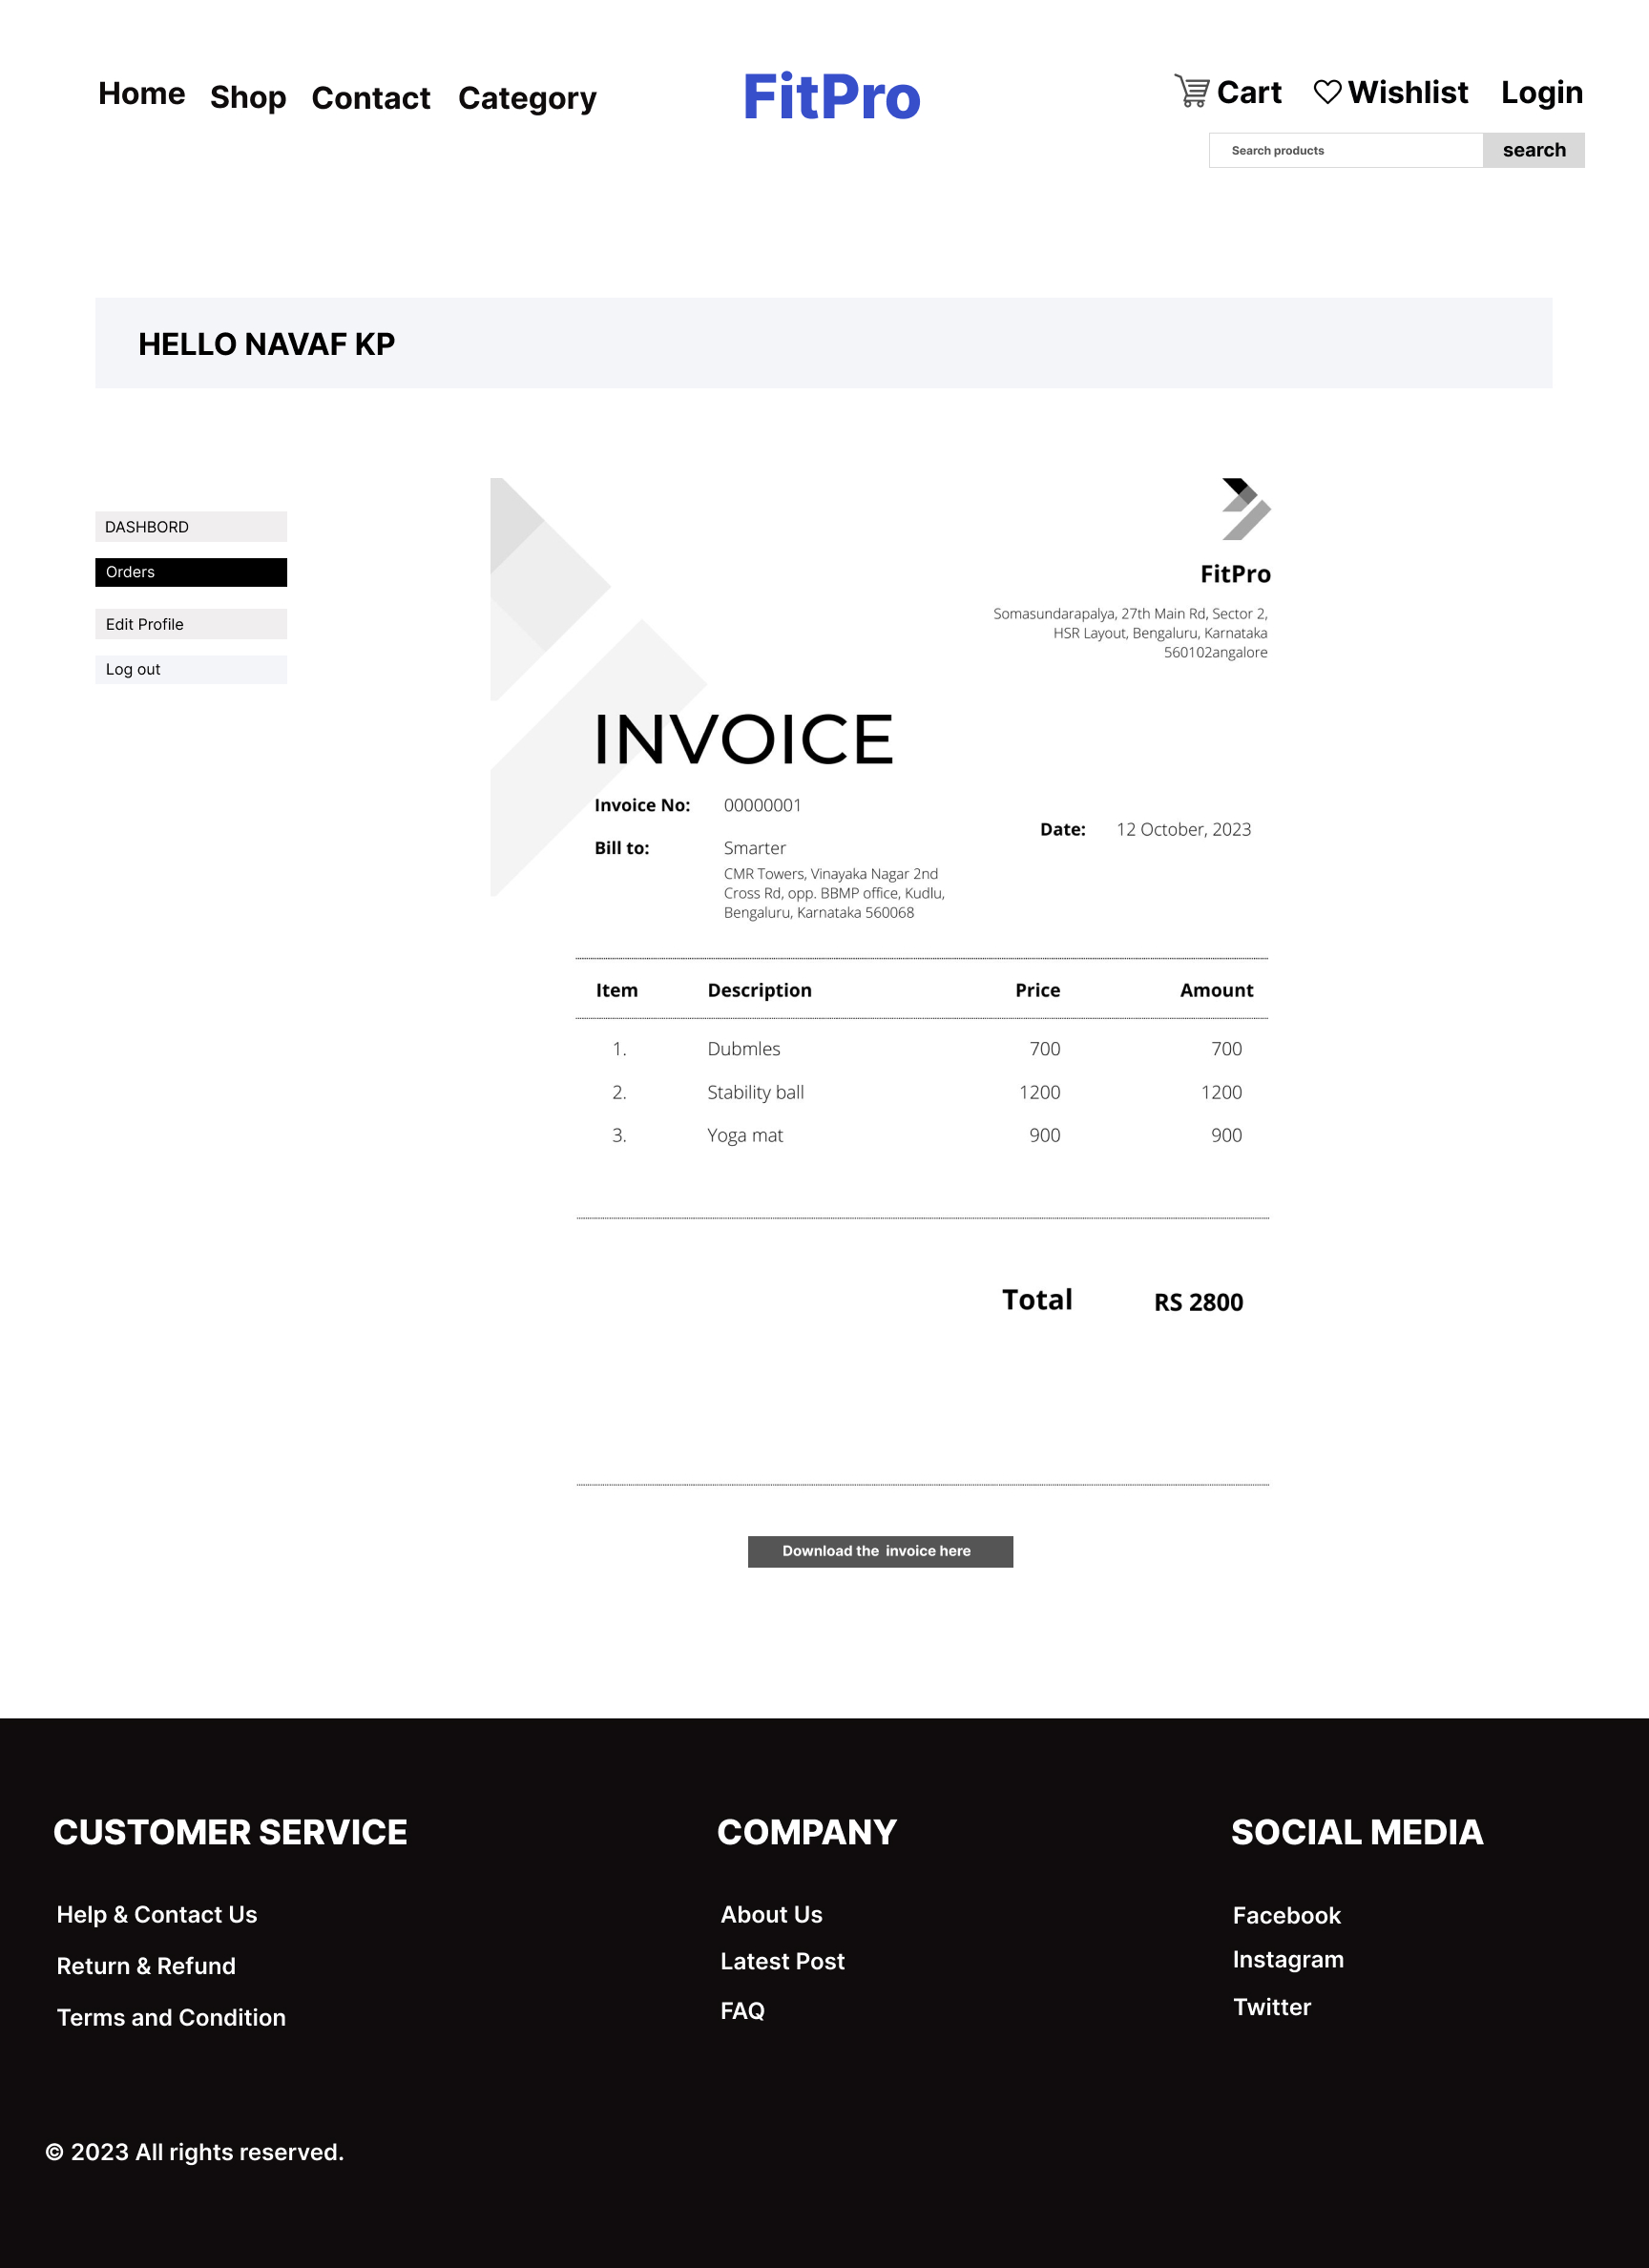 Home Shop Contact Category
FitPro
Cart Wishlist Login
Search products search
HELLO NAVAF KP
DASHBORD
Orders
Edit Profile
Log out
FitPro
Somasundarapalya, 27th Main Rd, Sector 2,
HSR Layout, Bengaluru, Karnataka
560102angalore
INVOICE
Invoice No: 00000001
Date: 12 October, 2023
Bill to: Smarter
CMR Towers, Vinayaka Nagar 2nd
Cross Rd, opp. BBMP office, Kudlu,
Bengaluru, Karnataka 560068
Item Description Price Amount
1. Dubmles 700 700
2. Stability ball 1200 1200
3. Yoga mat 900 900
Total RS 2800
Download the invoice here
CUSTOMER SERVICE
Help & Contact Us
Return & Refund
Terms and Condition
COMPANY
About Us
Latest Post
FAQ
SOCIAL MEDIA
Facebook
Instagram
Twitter
© 2023 All rights reserved.